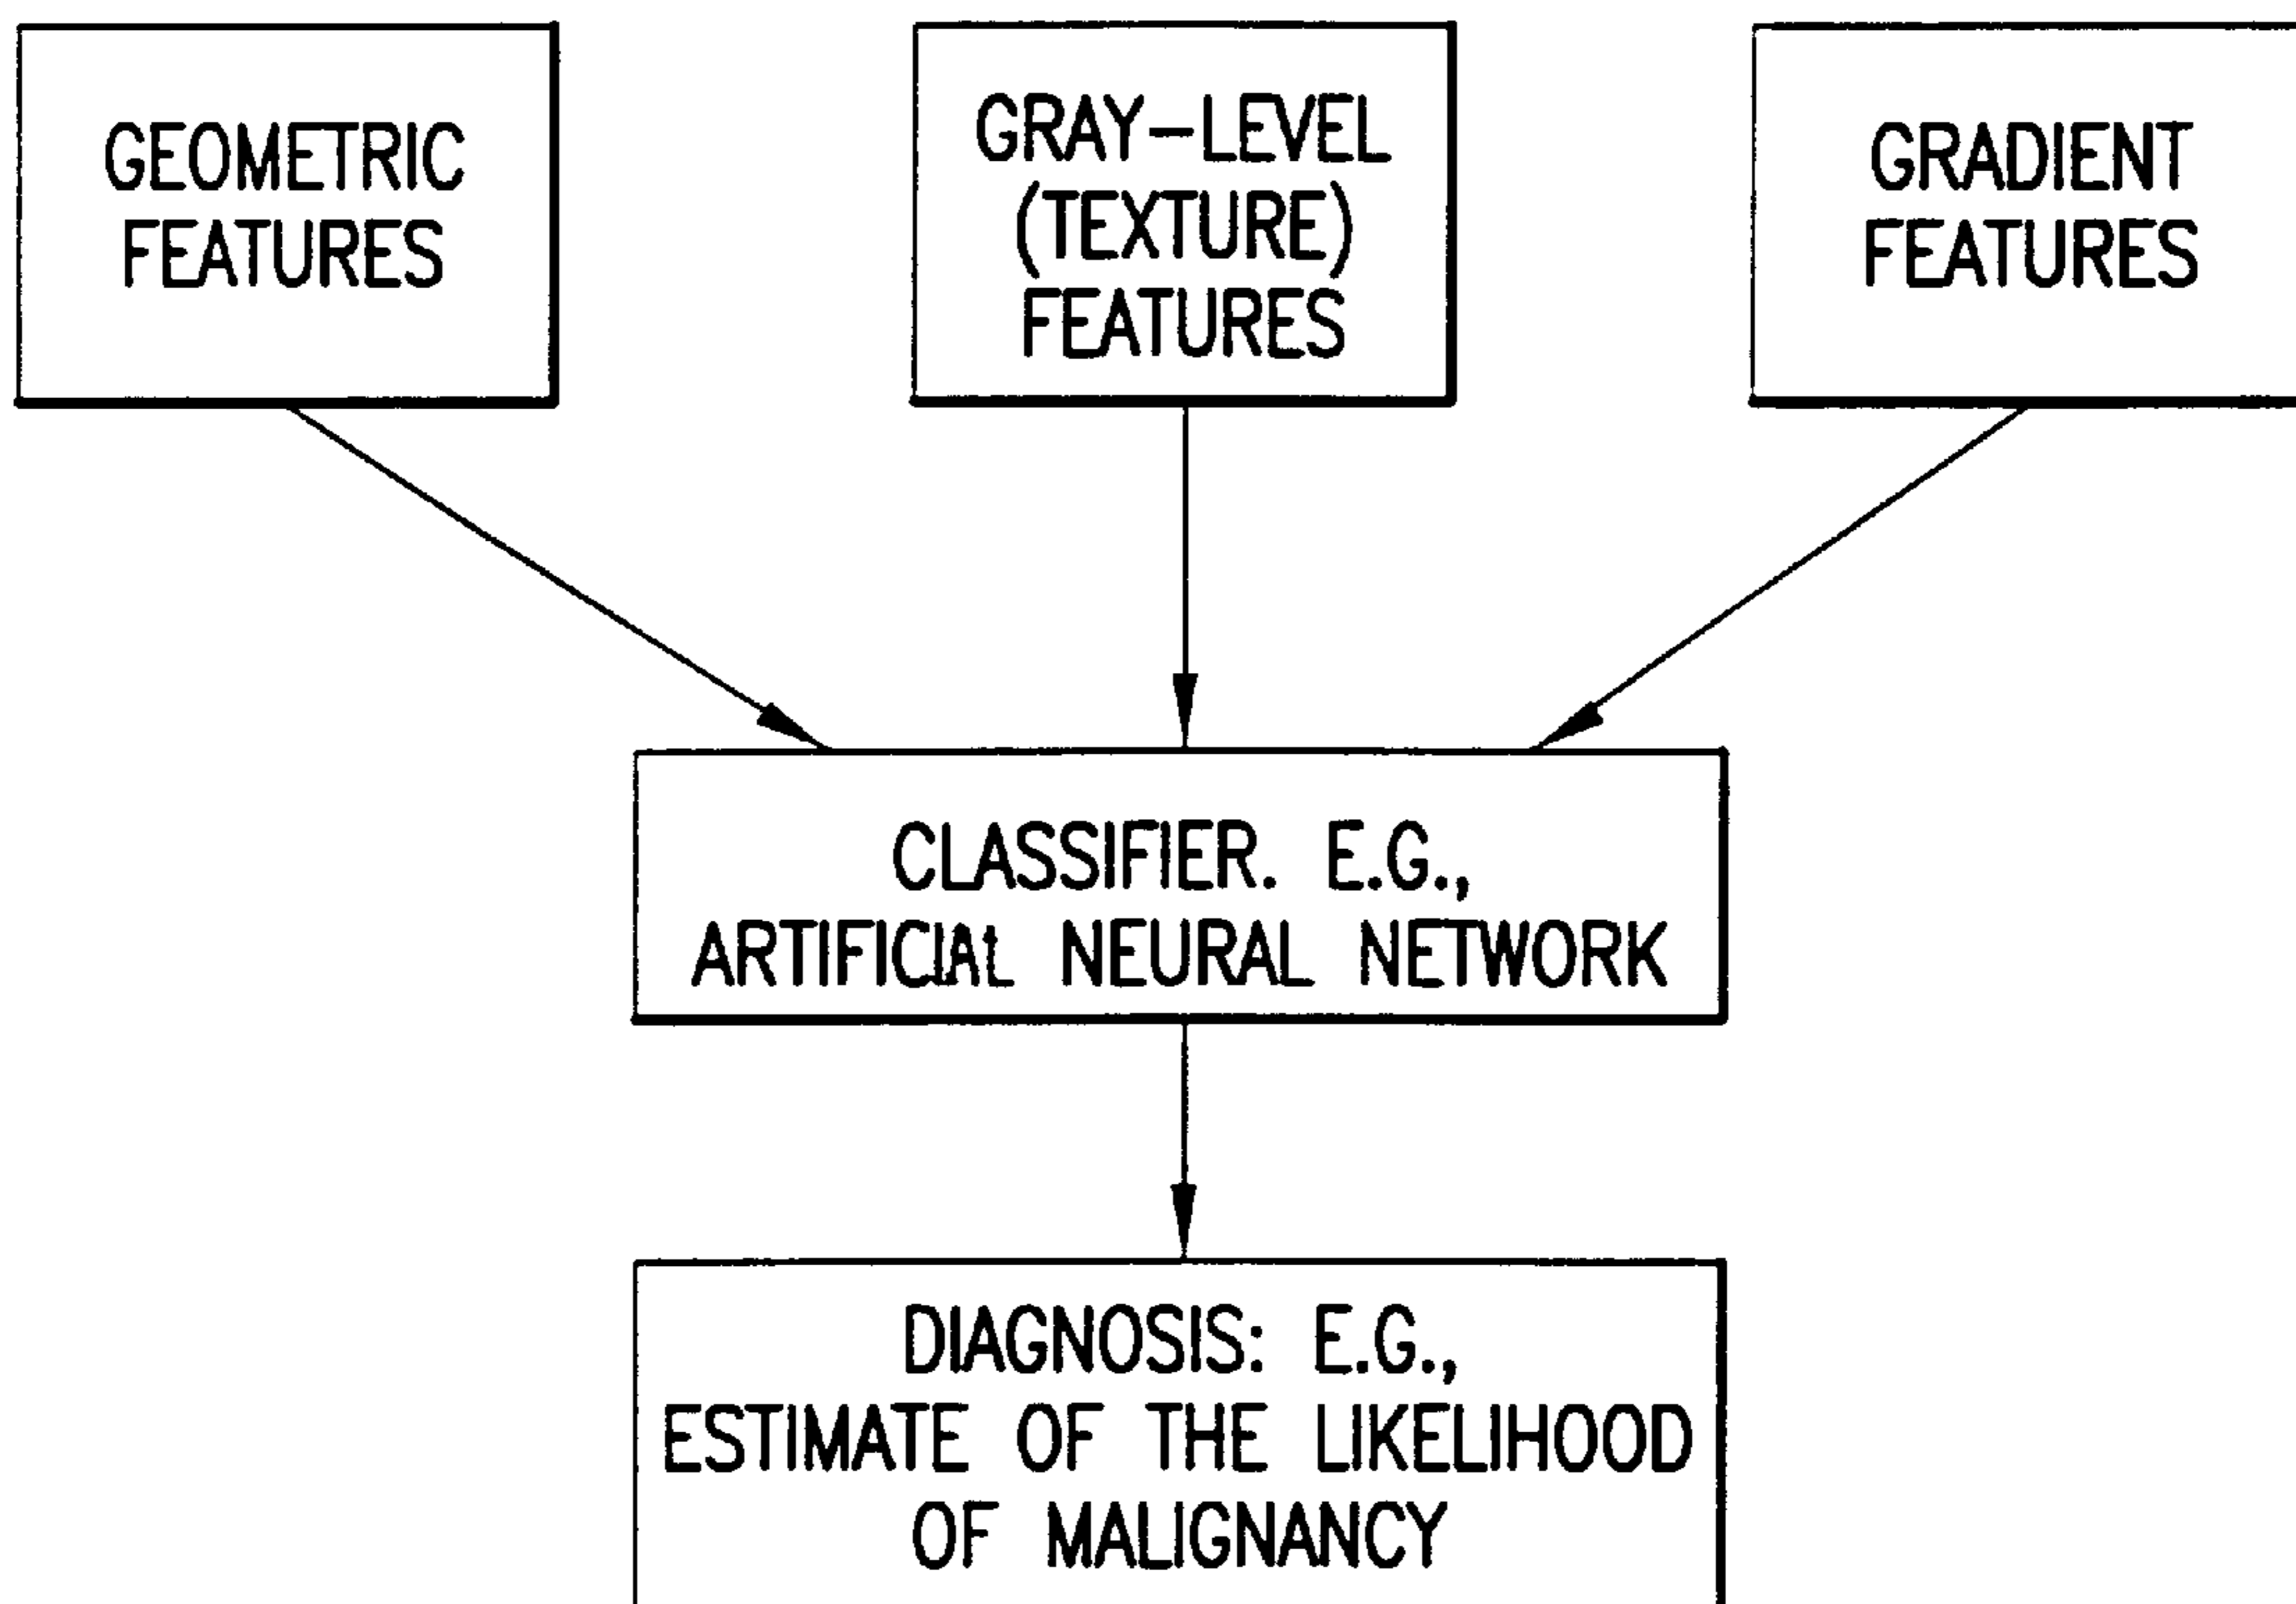 GEOMETRIC
FEATURES
GRAY-LEVEL
(TEXTURE)
FEATURES
GRADIENT
FEATURES
CLASSIFIER. E.G.,
ARTIFICIAL NEURAL NETWORK
DIAGNOSIS: E.G.,
ESTIMATE OF THE LIKELIHOOD
OF MALIGNANCY